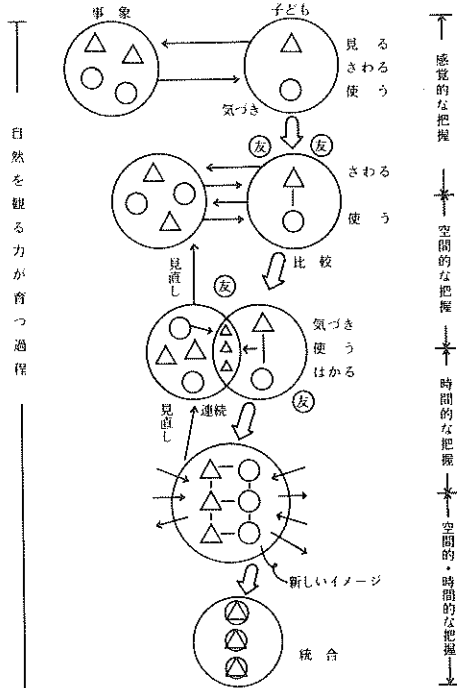 事象
子ども
見る
さわる
使う
気づき
友
友
さわる
使う
比較
見直し
友
気づき
使う
はかる
友
見直し
連続
新しいイメージ
統合
自然を観る力が育つ過程
感覚的な把握
空間的な把握
時間的な把握
空間的・時間的な把握